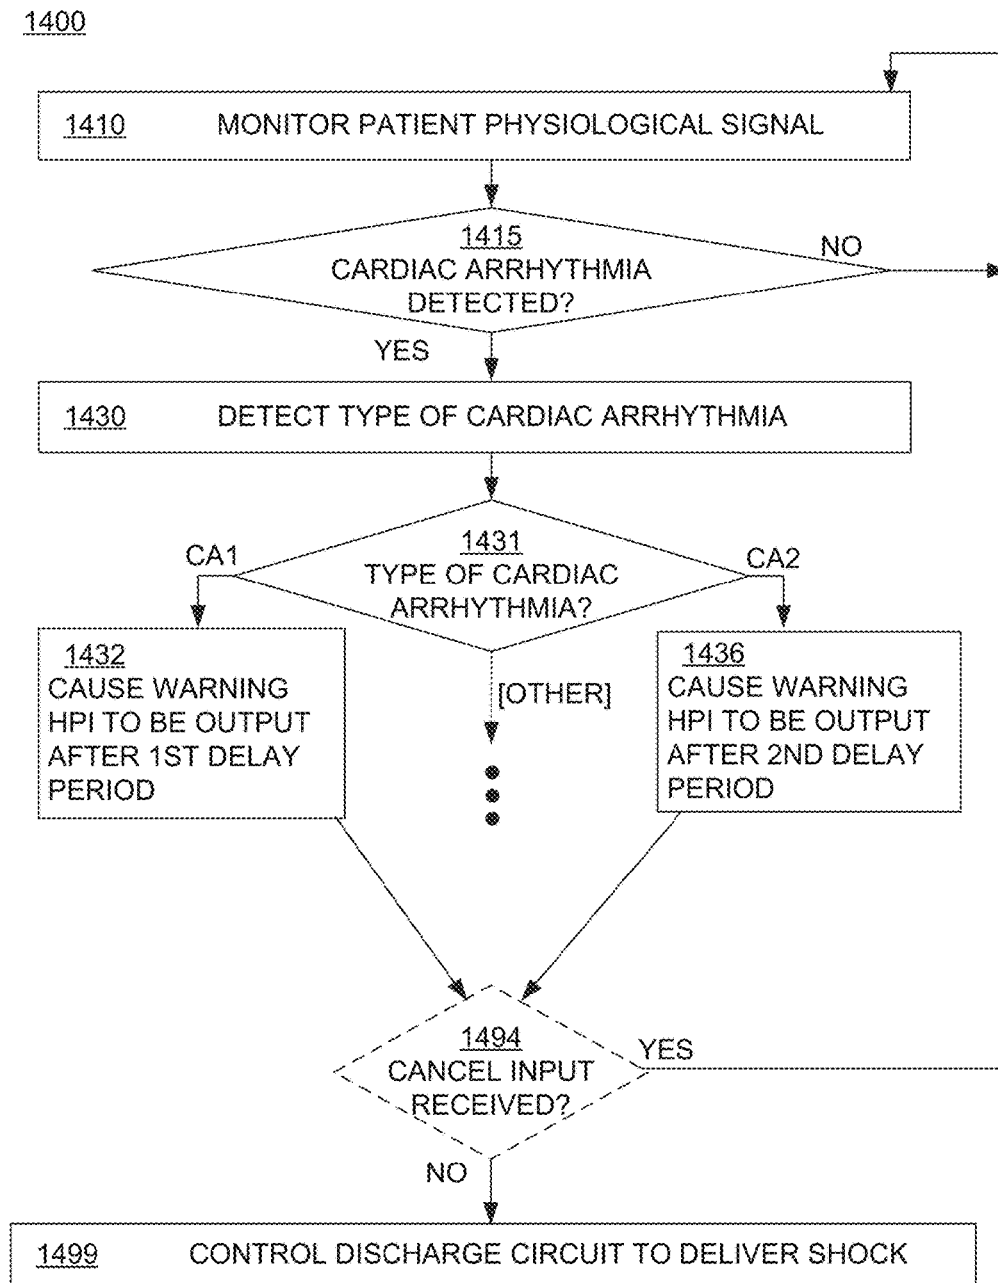 1400
1410 MONITOR PATIENT PHYSIOLOGICAL SIGNAL
1415
CARDIAC ARRHYTHMIA
DETECTED?
NO
YES
1430 DETECT TYPE OF CARDIAC ARRHYTHMIA
1431
TYPE OF CARDIAC
ARRHYTHMIA?
CA1
CA2
1432
CAUSE WARNING
HPI TO BE OUTPUT
AFTER 1ST DELAY
PERIOD
[OTHER]
1436
CAUSE WARNING
HPI TO BE OUTPUT
AFTER 2ND DELAY
PERIOD
1494
CANCEL INPUT
RECEIVED?
YES
NO
1499 CONTROL DISCHARGE CIRCUIT TO DELIVER SHOCK